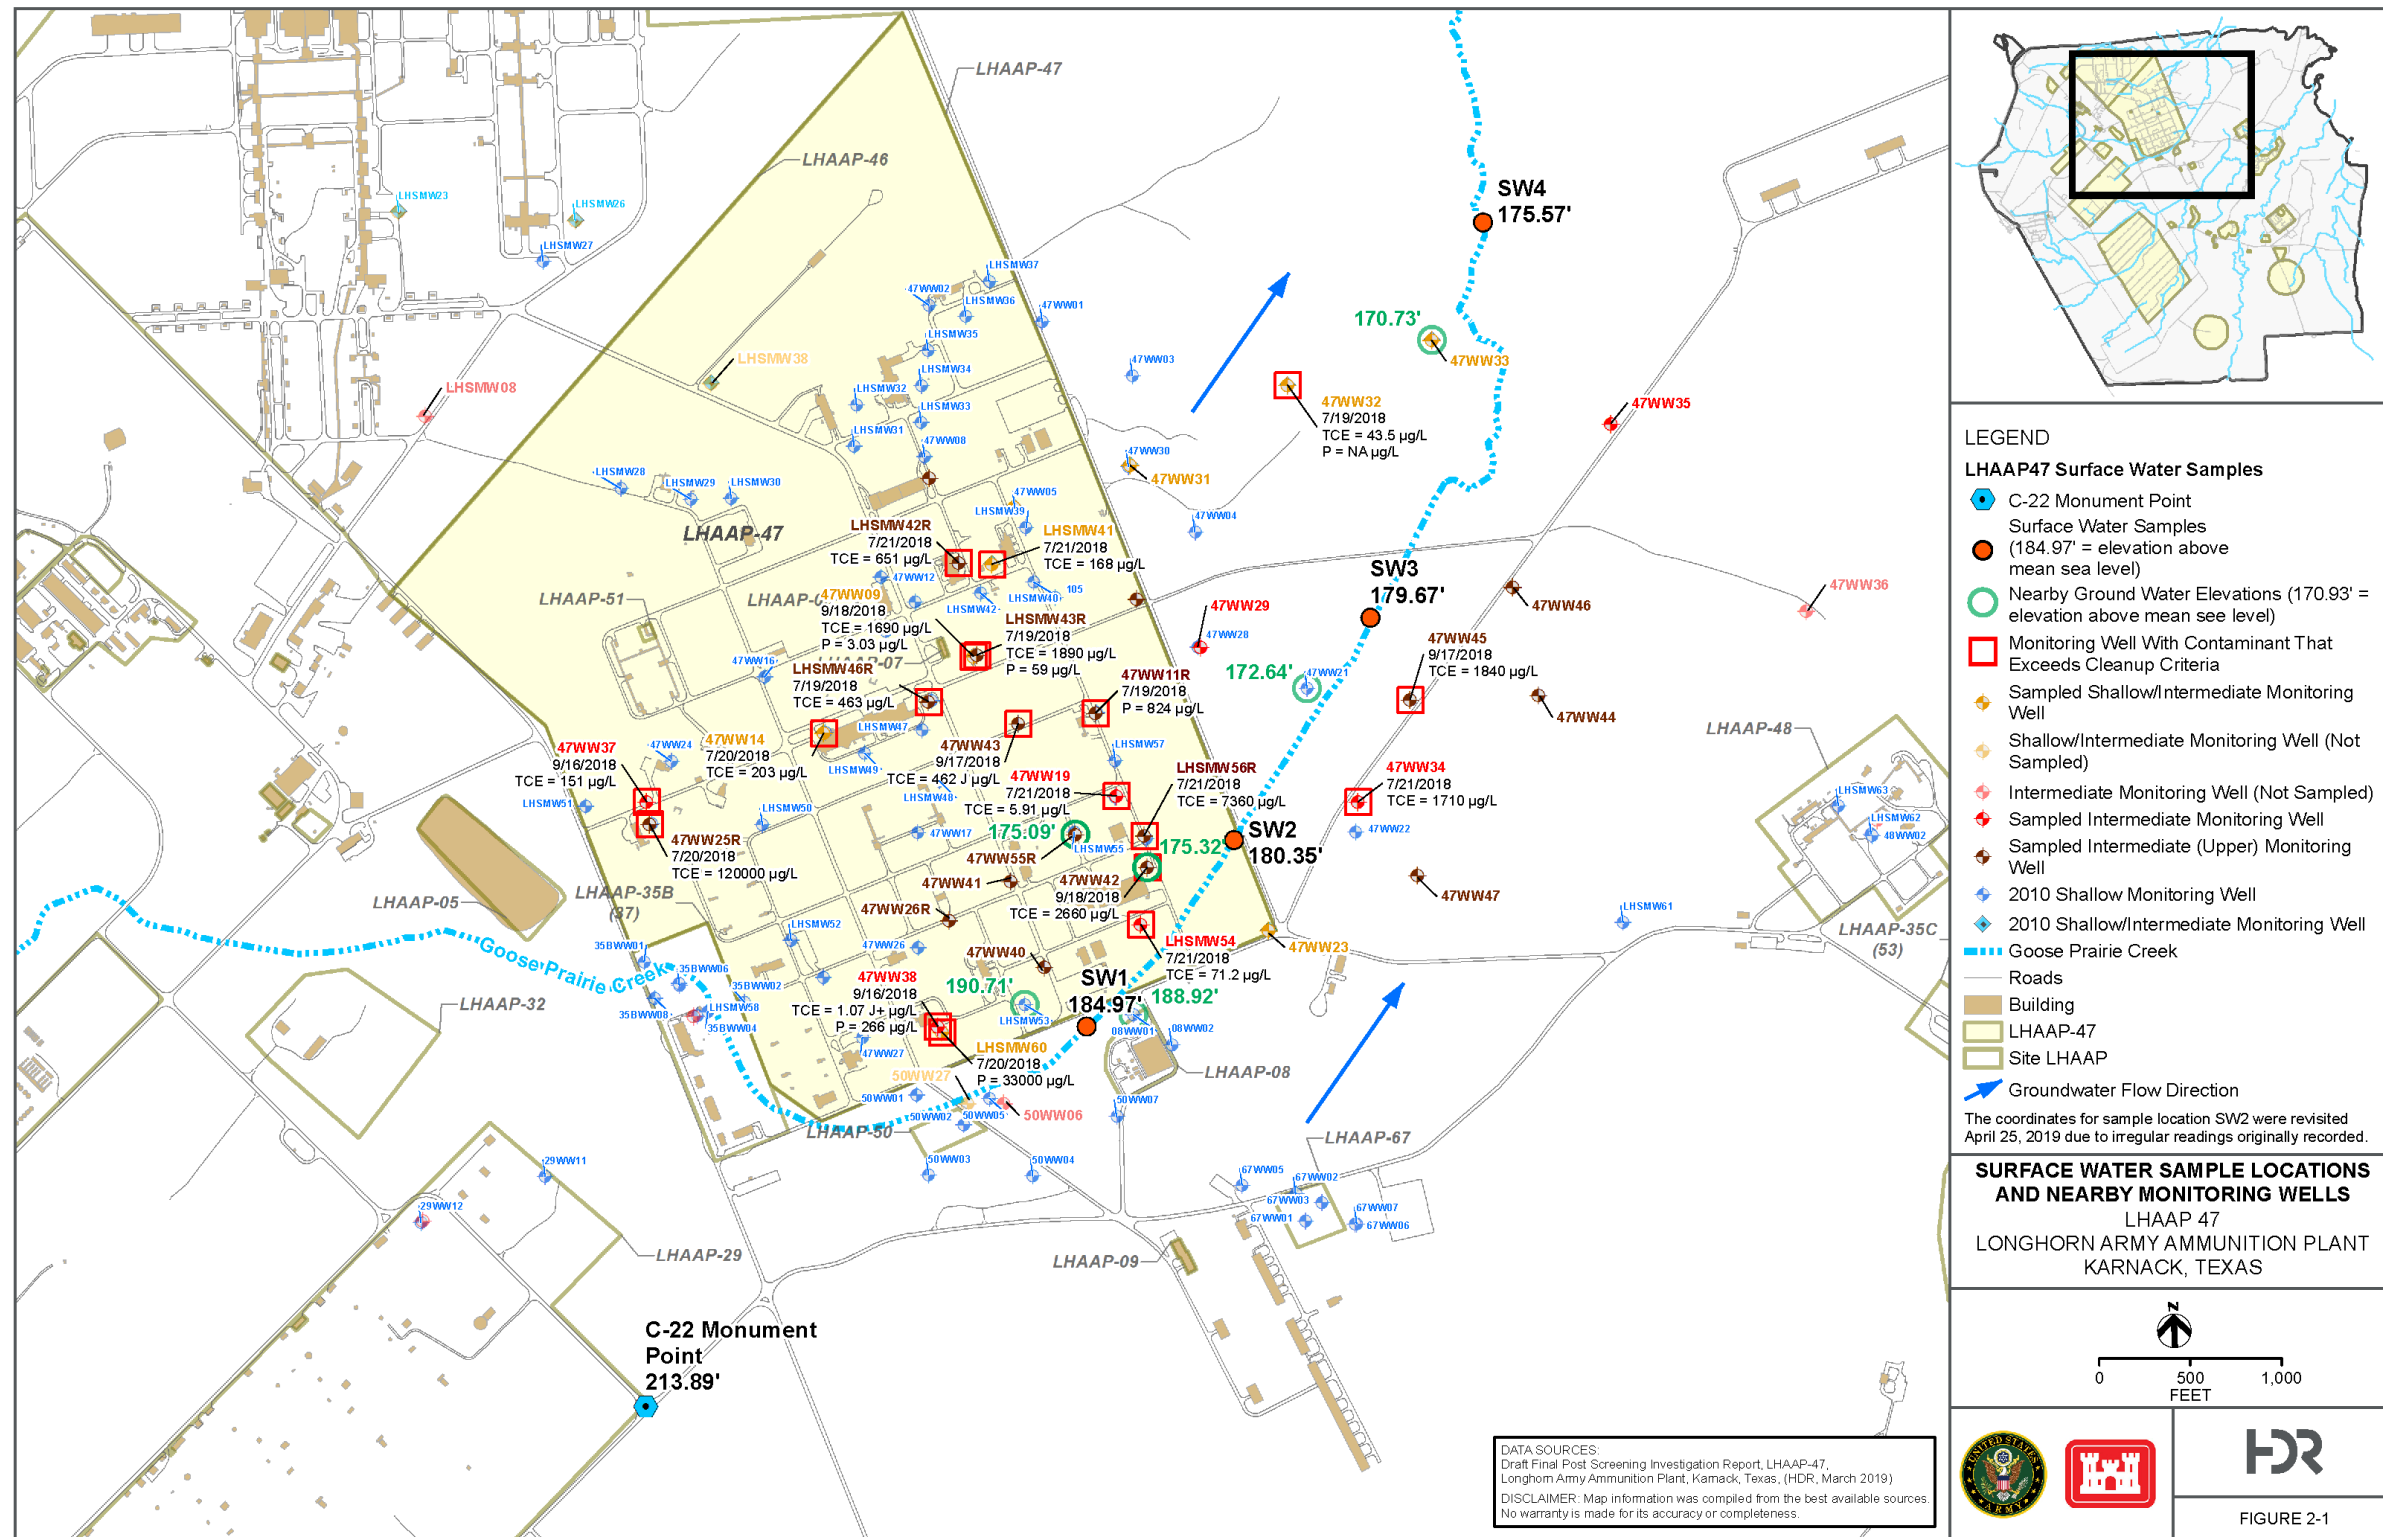 LHAAP-47
LHAAP-46
LHSMW23
LHSMW26
LHSMW27
SW4
175.57'
LHSMW37
47WW02
LHSMW36
47WW01
LHSMW35
170.73'
47WW33
LHSMW38
47WW03
LHSMW34
LHSMW32
LHSMW08
LHSMW33
47WW32
7/19/2018
TCE = 43.5 µg/L
P = NA µg/L
47WW35
LHSMW31
47WW08
47WW30
47WW31
LHSMW28
LHSMW29
LHSMW30
47WW05
LHSMW39
47WW04
LHAAP-47
LHSMW42R
7/21/2018
TCE = 651 µg/L
LHSMW41
7/21/2018
TCE = 168 µg/L
47WW12
LHSMW42
LHSMW40
105
SW3
179.67'
47WW46
47WW36
LHAAP-51
47WW09
9/18/2018
TCE = 1690 µg/L
P = 3.03 µg/L
LHAAP-07
LHSMW43R
7/19/2018
TCE = 1890 µg/L
P = 59 µg/L
47WW29
47WW28
47WW45
9/17/2018
TCE = 1840 µg/L
47WW16
LHSMW46R
7/19/2018
TCE = 463 µg/L
172.64'
47WW21
47WW11R
7/19/2018
P = 824 µg/L
47WW44
LHAAP-48
LHSMW47
47WW37
9/16/2018
TCE = 151 µg/L
47WW24
47WW14
7/20/2018
TCE = 203 µg/L
LHSMW49
47WW43
9/17/2018
TCE = 462 J µg/L
LHSMW57
47WW19
7/21/2018
TCE = 5.91 µg/L
LHSMW56R
7/21/2018
TCE = 7360 µg/L
47WW34
7/21/2018
TCE = 1710 µg/L
LHSMW51
LHSMW50
LHSMW48
LHSMW63
LHSMW62
48WW02
47WW17
175.09'
LHSMW55
175.32'
SW2
180.35'
47WW22
47WW25R
7/20/2018
TCE = 120000 µg/L
47WW55R
47WW41
47WW42
9/18/2018
TCE = 2660 µg/L
47WW47
LHAAP-05
LHAAP-35B
(37)
47WW26R
LHSMW61
LHAAP-35C
(53)
LHSMW52
47WW26
LHSMW54
7/21/2018
TCE = 71.2 µg/L
47WW23
Goose Prairie Creek
35BWW01
35BWW06
35BWW02
35BWW08
LHSMW58
35BWW04
47WW40
47WW38
9/16/2018
TCE = 1.07 J+ µg/L
P = 266 µg/L
190.71'
LHSMW53
SW1
184.97'
188.92'
08WW01
08WW02
LHAAP-32
47WW27
LHSMW60
7/20/2018
P = 33000 µg/L
LHAAP-08
50WW27
50WW01
50WW02
50WW05
50WW06
50WW07
LHAAP-50
LHAAP-67
50WW03
50WW04
29WW11
67WW05
67WW02
67WW03
67WW01
67WW07
67WW06
29WW12
LHAAP-29
LHAAP-09
C-22 Monument
Point
213.89'
DATA SOURCES:
Draft Final Post Screening Investigation Report, LHAAP-47,
Longhorn Army Ammunition Plant, Karnack, Texas, (HDR, March 2019)
DISCLAIMER: Map information was compiled from the best available sources.
No warranty is made for its accuracy or completeness.
LEGEND
LHAAP47 Surface Water Samples
C-22 Monument Point
Surface Water Samples
(184.97' = elevation above
mean sea level)
Nearby Ground Water Elevations (170.93' =
elevation above mean see level)
Monitoring Well With Contaminant That
Exceeds Cleanup Criteria
Sampled Shallow/Intermediate Monitoring
Well
Shallow/Intermediate Monitoring Well (Not
Sampled)
Intermediate Monitoring Well (Not Sampled)
Sampled Intermediate Monitoring Well
Sampled Intermediate (Upper) Monitoring
Well
2010 Shallow Monitoring Well
2010 Shallow/Intermediate Monitoring Well
Goose Prairie Creek
Roads
Building
LHAAP-47
Site LHAAP
Groundwater Flow Direction
The coordinates for sample location SW2 were revisited
April 25, 2019 due to irregular readings originally recorded.
SURFACE WATER SAMPLE LOCATIONS
AND NEARBY MONITORING WELLS
LHAAP 47
LONGHORN ARMY AMMUNITION PLANT
KARNACK, TEXAS
N
0 500 1,000
FEET
UNITED STATES
ARMY
HDR
FIGURE 2-1